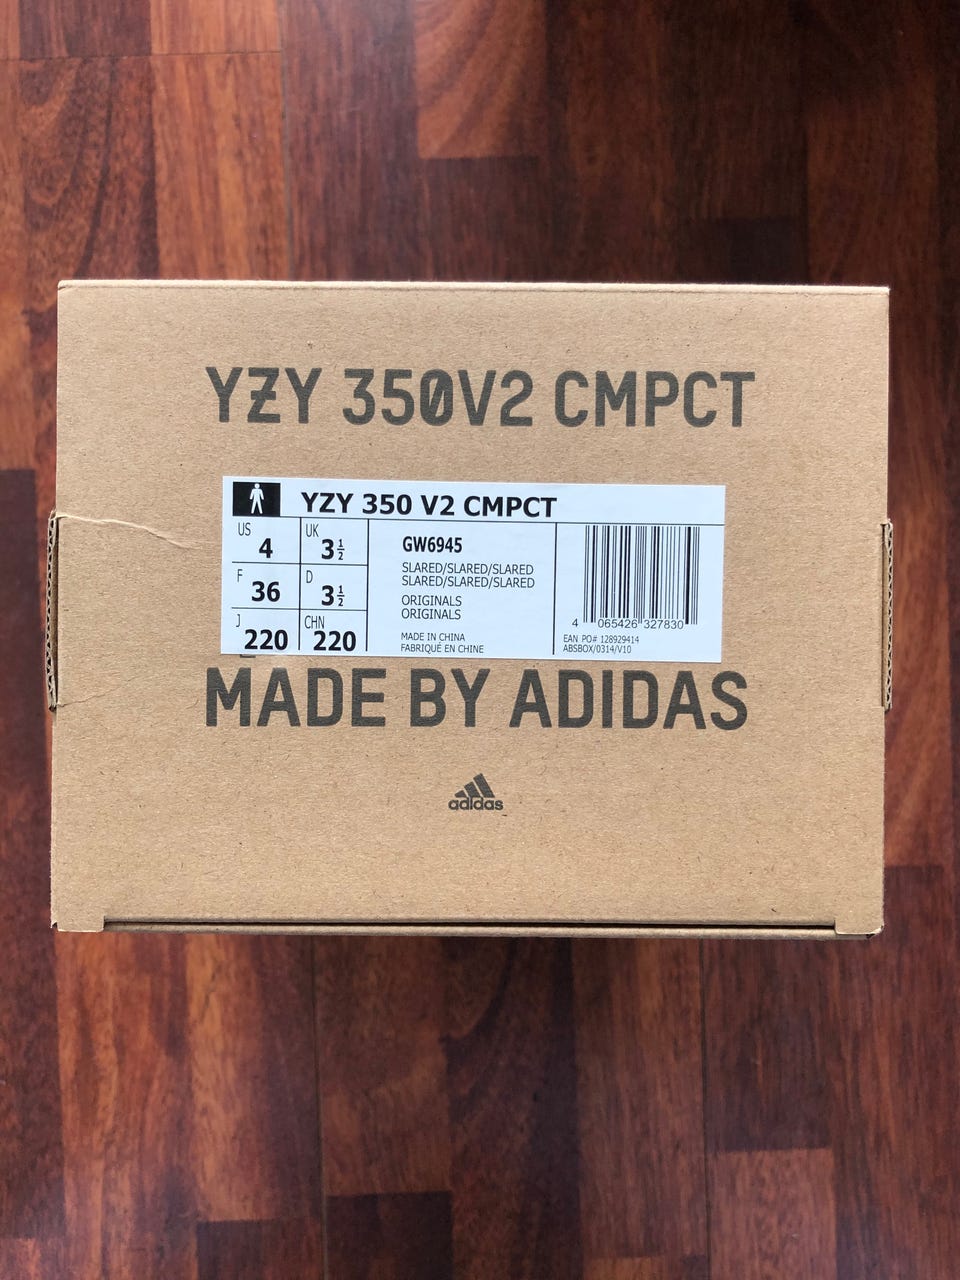 YZY 350V2 CMPCT
YZY 350 V2 CMPCT
US 4 UK 3½
F 36 D 3½
J 220 CHN 220
GW6945
SLARED/SLARED/SLARED
SLARED/SLARED/SLARED
ORIGINALS
ORIGINALS
MADE IN CHINA
FABRIQUÉ EN CHINE
4 065426 327830
EAN PO# 128929414
ABSBOX/0314/V10
MADE BY ADIDAS
adidas